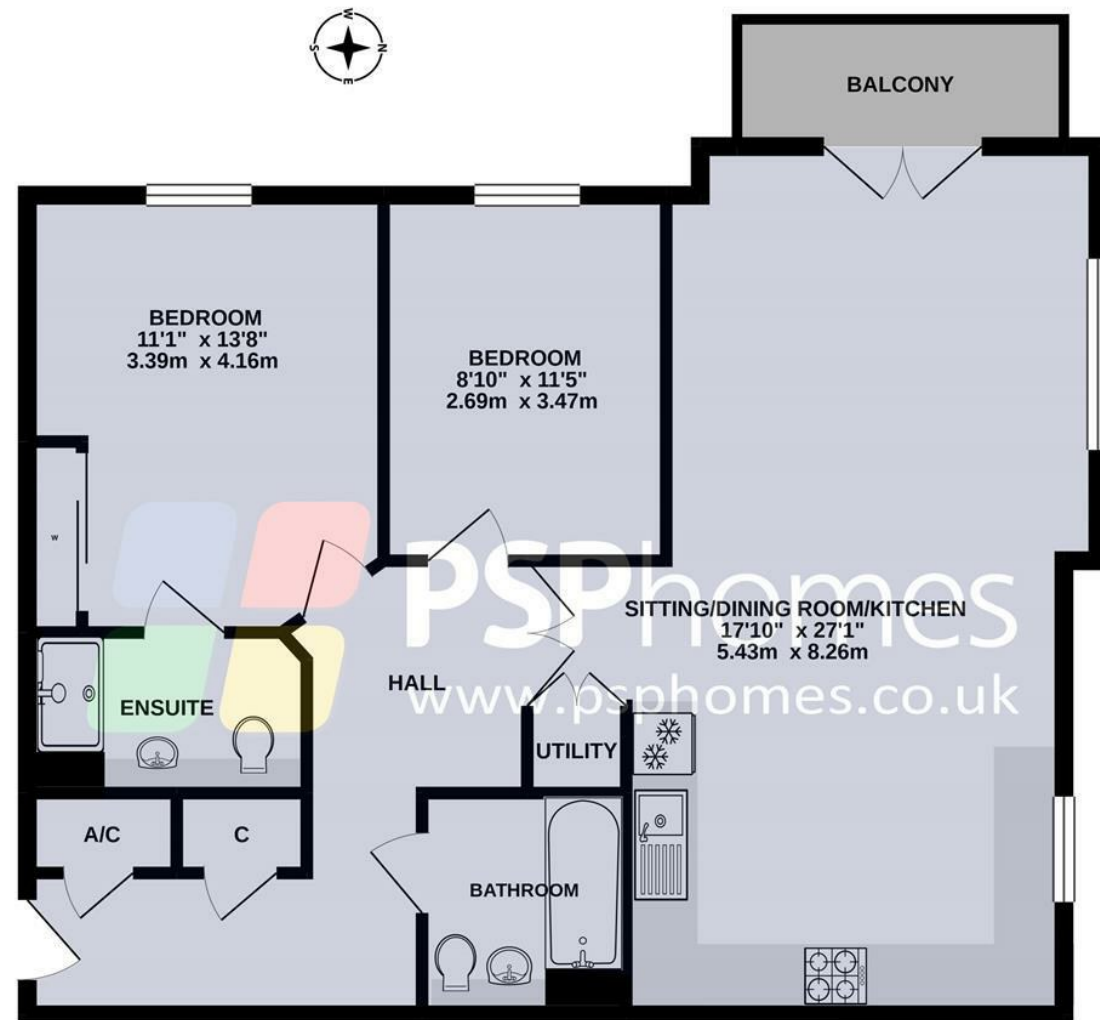 W
S N
E
BALCONY
BEDROOM
11'1" x 13'8"
3.39m x 4.16m
BEDROOM
8'10" x 11'5"
2.69m x 3.47m
W
PSPhomes
www.psphomes.co.uk
SITTING/DINING ROOM/KITCHEN
17'10" x 27'1"
5.43m x 8.26m
HALL
ENSUITE
UTILITY
A/C
C
BATHROOM